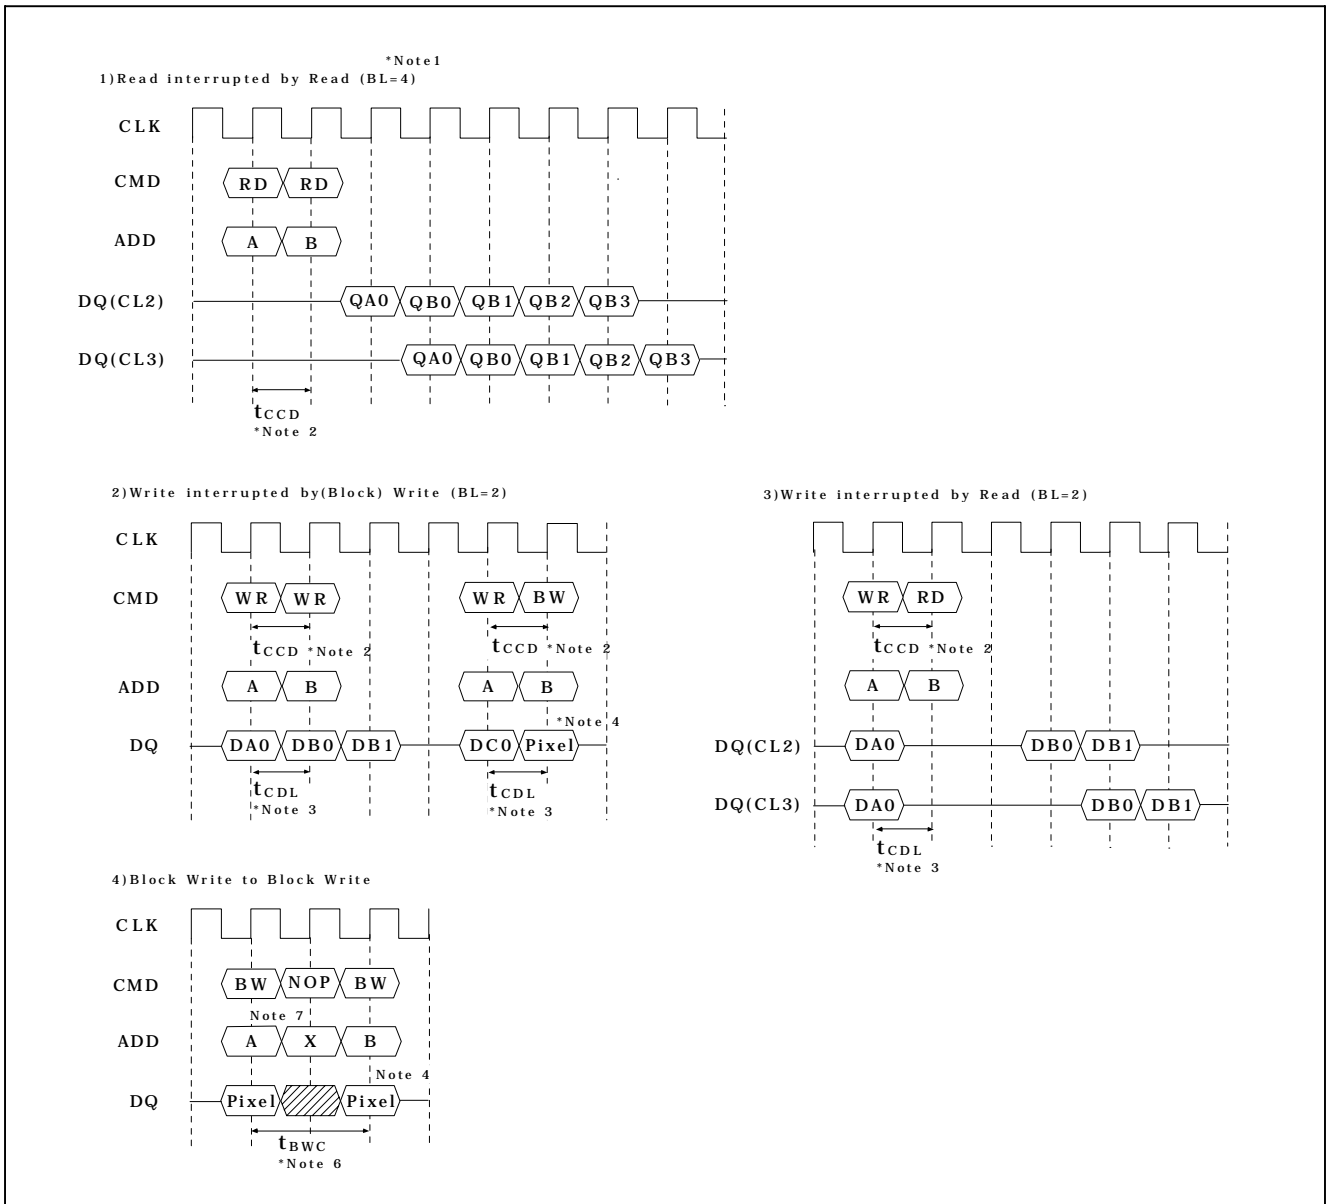 *Note1
1)Read interrupted by Read (BL=4)
CLK
CMD RD RD
ADD A B
DQ(CL2) QA0 QB0 QB1 QB2 QB3
DQ(CL3) QA0 QB0 QB1 QB2 QB3
tCCD
*Note 2
2)Write interrupted by(Block) Write (BL=2)
CLK
CMD WR WR WR BW
tCCD *Note 2 tCCD *Note 2
ADD A B A B
*Note 4
DQ DA0 DB0 DB1 DC0 Pixel
tCDL tCDL
*Note 3 *Note 3
3)Write interrupted by Read (BL=2)
WR RD
tCCD *Note 2
A B
DQ(CL2) DA0 DB0 DB1
DQ(CL3) DA0 DB0 DB1
tCDL
*Note 3
4)Block Write to Block Write
CLK
CMD BW NOP BW
Note 7
ADD A X B
Note 4
DQ Pixel Pixel
tBWC
*Note 6